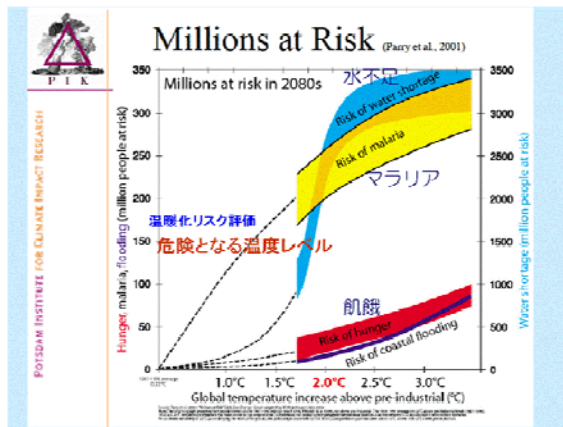 Millions at Risk (Parry et al., 2001)
P I K
POTSDAM INSTITUTE FOR CLIMATE IMPACT RESEARCH
Millions at risk in 2080s
水不足
Risk of water shortage
Risk of malaria
マラリア
温暖化リスク評価
危険となる温度レベル
飢餓
Risk of hunger
Risk of coastal flooding
Hunger, malaria, flooding (million people at risk)
350
300
250
200
150
100
50
0
3500
3000
2500
2000
1500
1000
500
0
Water shortage (million people at risk)
1.0°C 1.5°C 2.0°C 2.5°C 3.0°C
Global temperature increase above pre-industrial (°C)